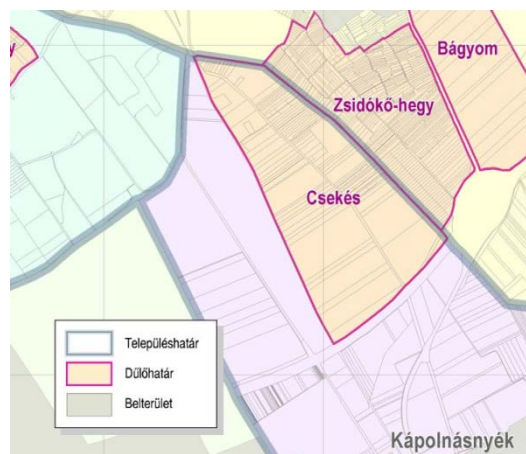 Bágyom
Zsidókő-hegy
Csekés
Településhatár
Dűlőhatár
Belterület
Kápolnásnyék